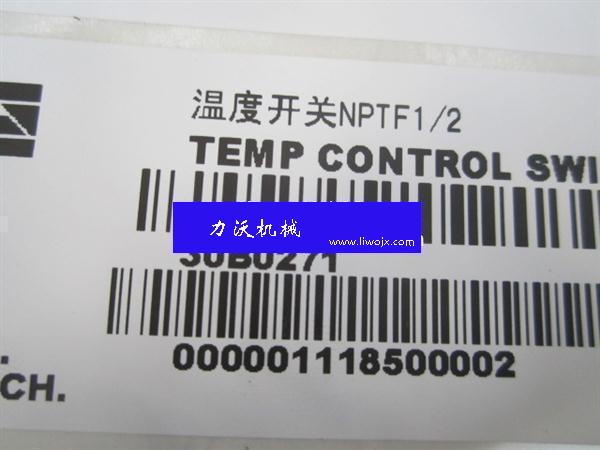 温度开关NPTF1/2
TEMP CONTROL SWI
力沃机械
www.liwojx.com
30B0271
000001118500002
CH.